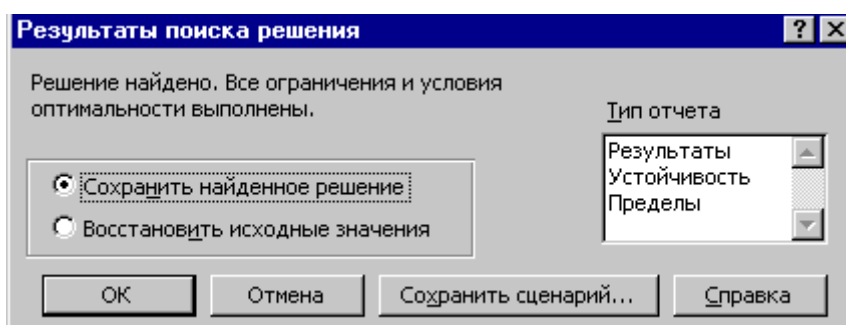 Результаты поиска решения
Решение найдено. Все ограничения и условия
оптимальности выполнены.
Тип отчета
Результаты
Устойчивость
Пределы
Сохранить найденное решение
Восстановить исходные значения
ОК
Отмена
Сохранить сценарий...
Справка